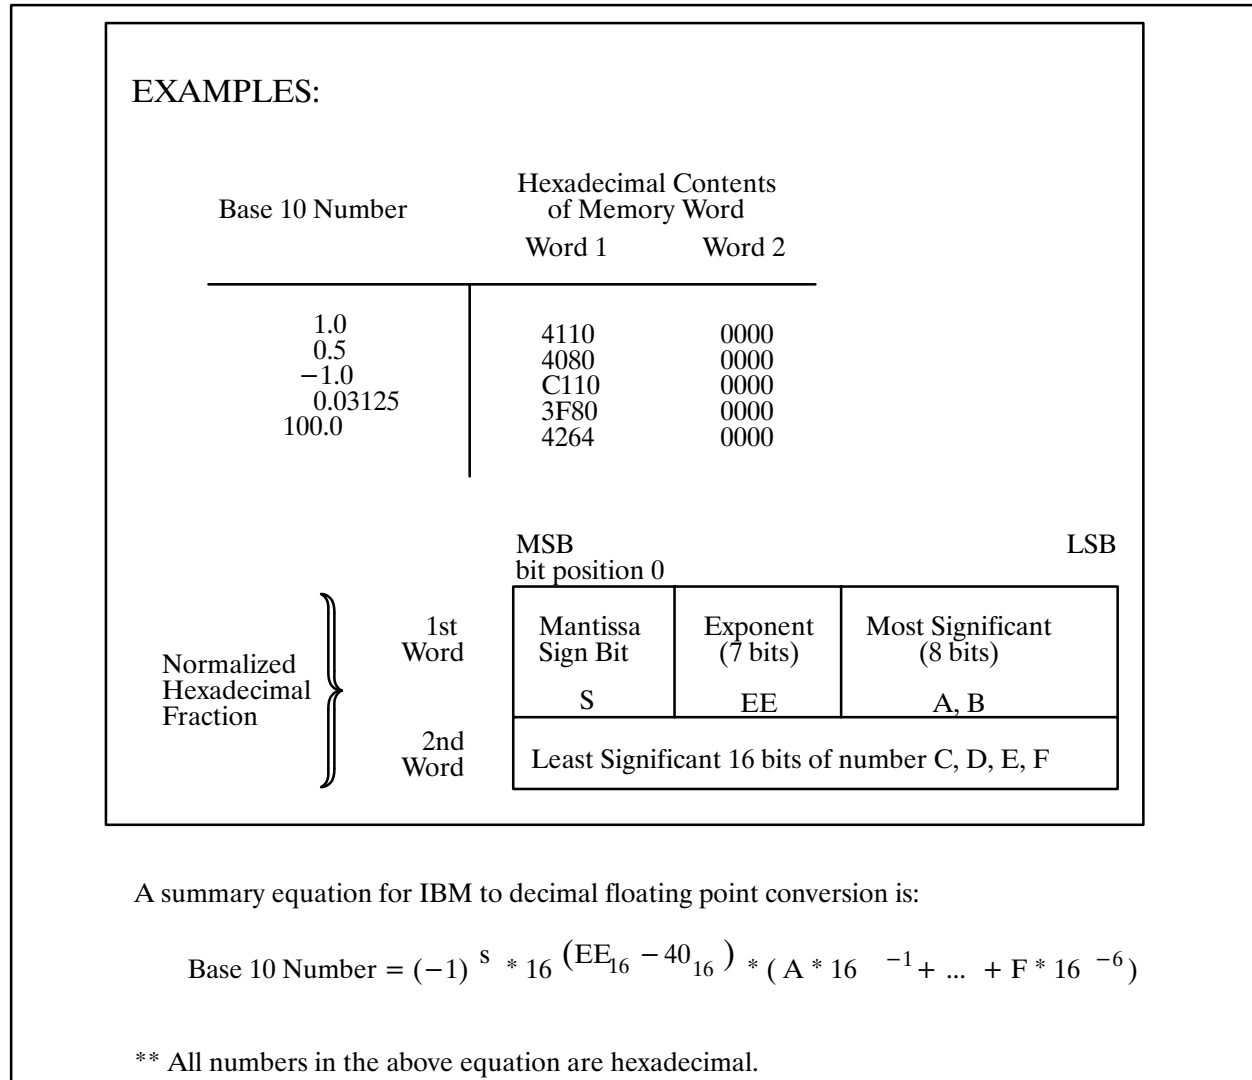 EXAMPLES:
Base 10 Number
Hexadecimal Contents
of Memory Word
Word 1 Word 2
1.0 4110 0000
0.5 4080 0000
−1.0 C110 0000
0.03125 3F80 0000
100.0 4264 0000
MSB LSB
bit position 0
Normalized
Hexadecimal
Fraction
1st
Word
Mantissa
Sign Bit
S
Exponent
(7 bits)
EE
Most Significant
(8 bits)
A, B
2nd
Word
Least Significant 16 bits of number C, D, E, F
A summary equation for IBM to decimal floating point conversion is:
Base 10 Number = (−1) s * 16 (EE16 − 4016) * ( A * 16 −1 + ... + F * 16 −6)
** All numbers in the above equation are hexadecimal.